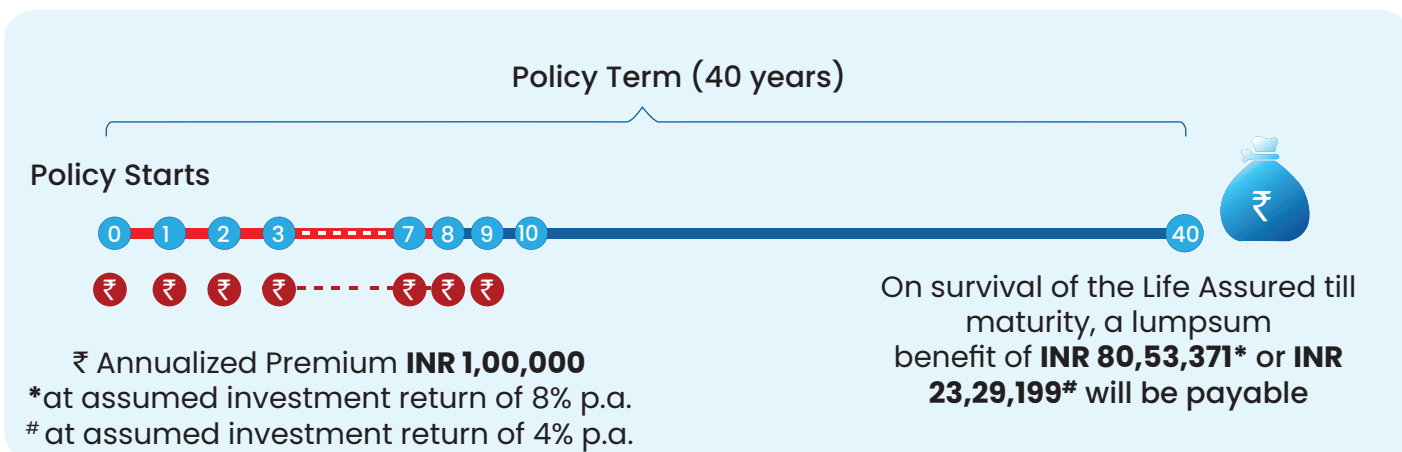 Policy Term (40 years)
Policy Starts
0 1 2 3 7 8 9 10 40
₹
₹ ₹ ₹ ₹ ₹ ₹ ₹
₹ Annualized Premium INR 1,00,000
*at assumed investment return of 8% p.a.
# at assumed investment return of 4% p.a.
On survival of the Life Assured till
maturity, a lumpsum
benefit of INR 80,53,371* or INR
23,29,199# will be payable